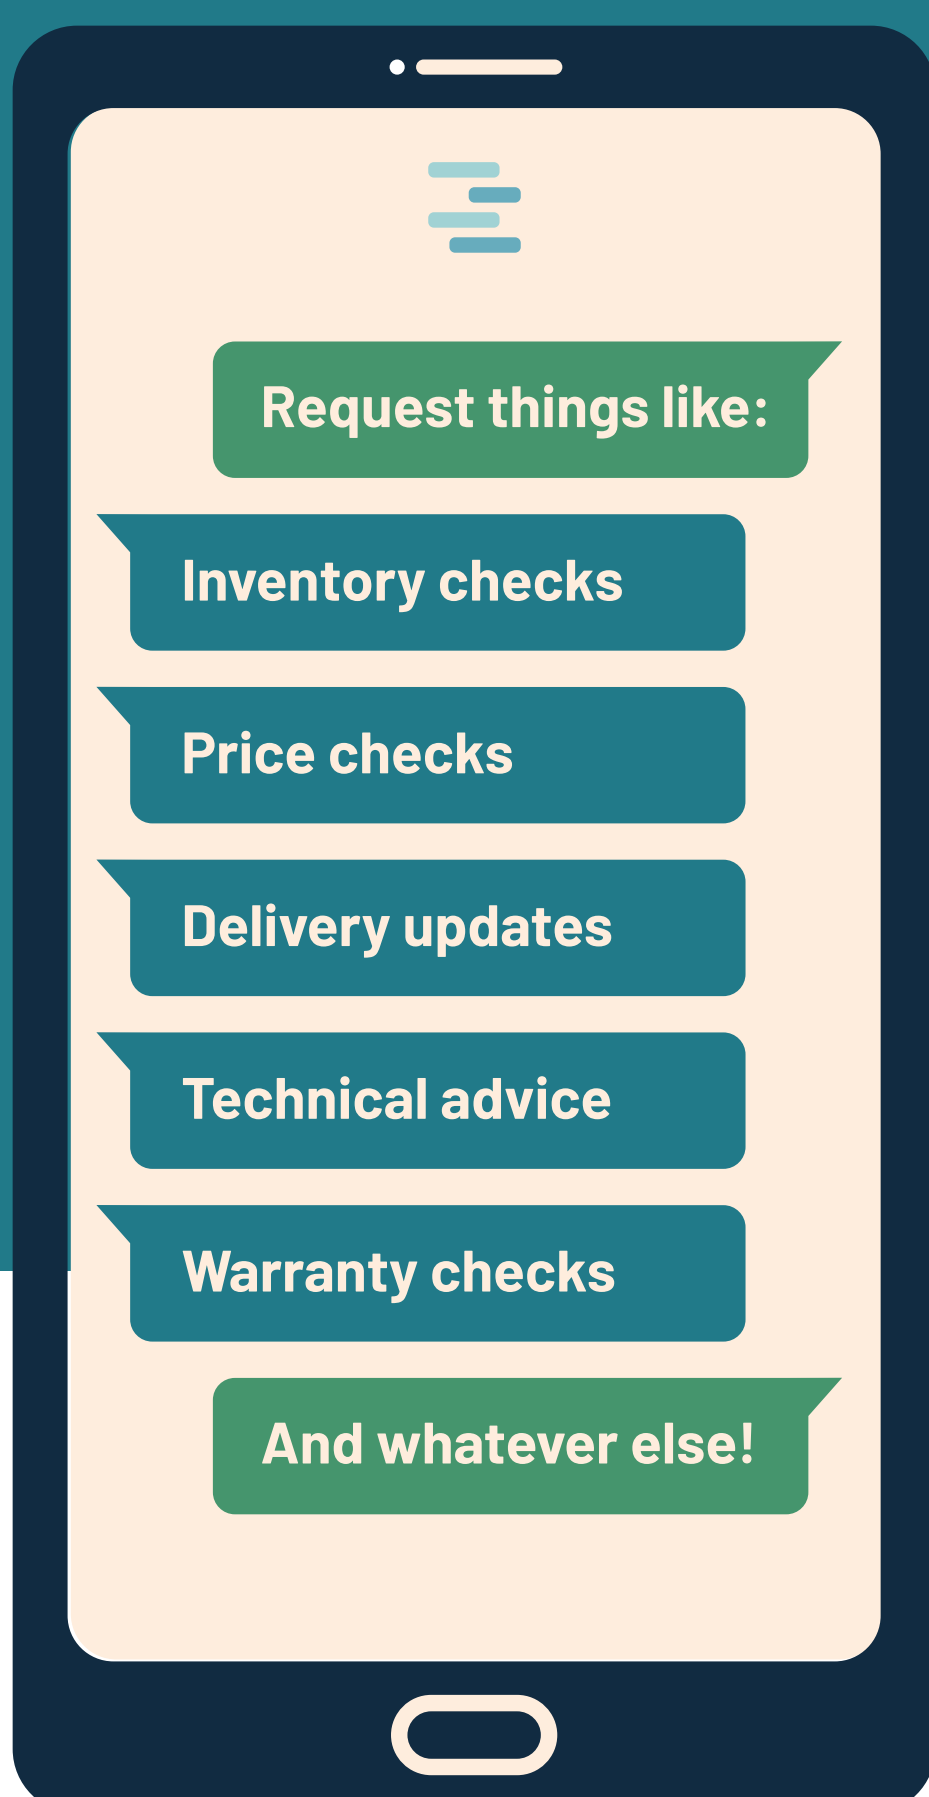 Request things like:
Inventory checks
Price checks
Delivery updates
Technical advice
Warranty checks
And whatever else!